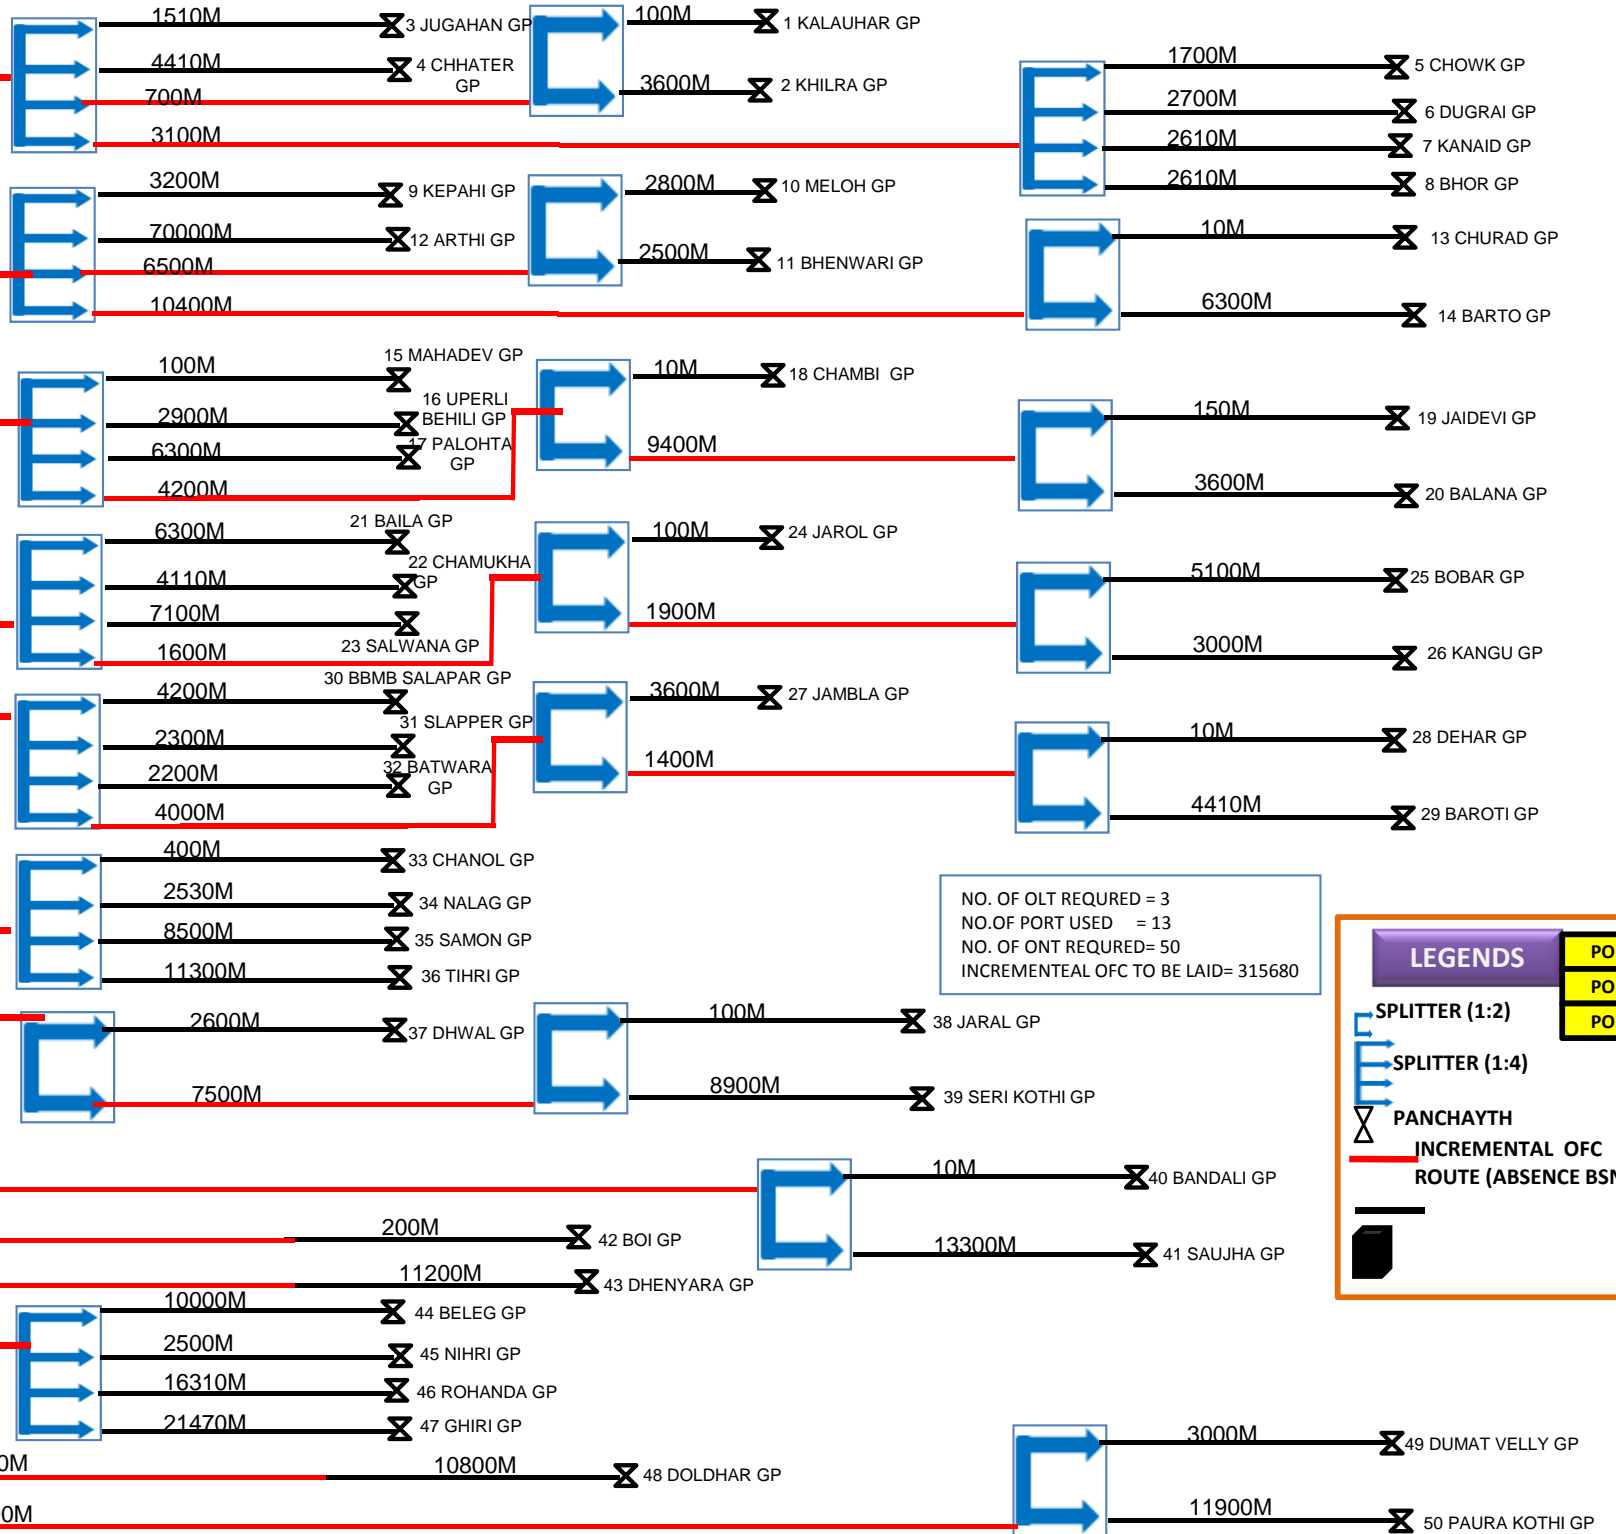 1510M
3 JUGAHAN GP
100M
1 KALAUHAR GP
4410M
4 CHHATER
GP
3600M
2 KHILRA GP
700M
3100M
1700M
5 CHOWK GP
2700M
6 DUGRAI GP
2610M
7 KANAID GP
2610M
8 BHOR GP
3200M
9 KEPAHI GP
2800M
10 MELOH GP
70000M
12 ARTHI GP
6500M
2500M
11 BHENWARI GP
10400M
10M
13 CHURAD GP
6300M
14 BARTO GP
100M
15 MAHADEV GP
2900M
16 UPERLI
BEHILI GP
6300M
17 PALOHTA
GP
4200M
10M
18 CHAMBI GP
9400M
150M
19 JAIDEVI GP
3600M
20 BALANA GP
6300M
21 BAILA GP
4110M
22 CHAMUKHA
GP
7100M
23 SALWANA GP
1600M
100M
24 JAROL GP
1900M
5100M
25 BOBAR GP
3000M
26 KANGU GP
4200M
30 BBMB SALAPAR GP
2300M
31 SLAPPER GP
2200M
32 BATWARA
GP
4000M
3600M
27 JAMBLA GP
1400M
10M
28 DEHAR GP
4410M
29 BAROTI GP
400M
33 CHANOL GP
2530M
34 NALAG GP
8500M
35 SAMON GP
11300M
36 TIHRI GP
NO. OF OLT REQURED = 3
NO.OF PORT USED = 13
NO. OF ONT REQURED= 50
INCREMENTEAL OFC TO BE LAID= 315680
LEGENDS
PO
PO
PO
SPLITTER (1:2)
SPLITTER (1:4)
PANCHAYTH
INCREMENTAL OFC
ROUTE (ABSENCE BSN
2600M
37 DHWAL GP
7500M
100M
38 JARAL GP
8900M
39 SERI KOTHI GP
10M
40 BANDALI GP
13300M
41 SAUJHA GP
200M
42 BOI GP
11200M
43 DHENYARA GP
10000M
44 BELEG GP
2500M
45 NIHRI GP
16310M
46 ROHANDA GP
21470M
47 GHIRI GP
0M
10800M
48 DOLDHAR GP
0M
3000M
49 DUMAT VELLY GP
11900M
50 PAURA KOTHI GP